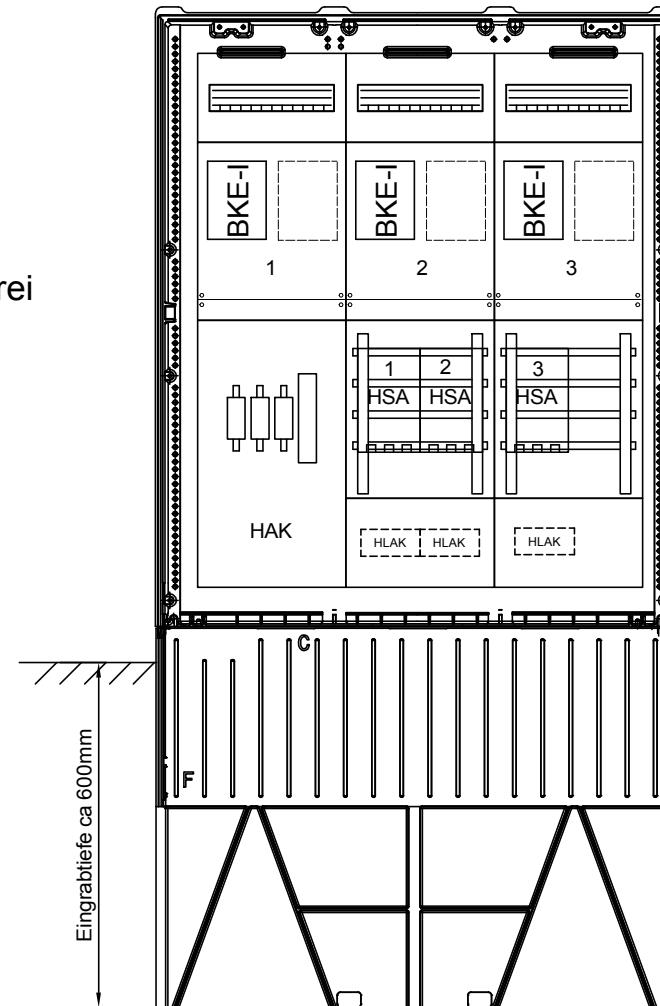 BKE-I BKE-I BKE-I
1 2 3
rei
1 2 3
HSA HSA HSA
HAK
HLAK HLAK HLAK
C
F
Eingrabtiefe ca 600mm